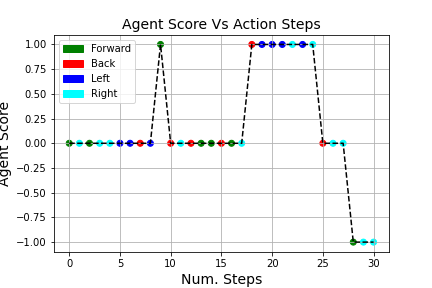 Agent Score Vs Action Steps
Agent Score
1.00
0.75
0.50
0.25
0.00
−0.25
−0.50
−0.75
−1.00
Forward
Back
Left
Right
0 5 10 15 20 25 30
Num. Steps